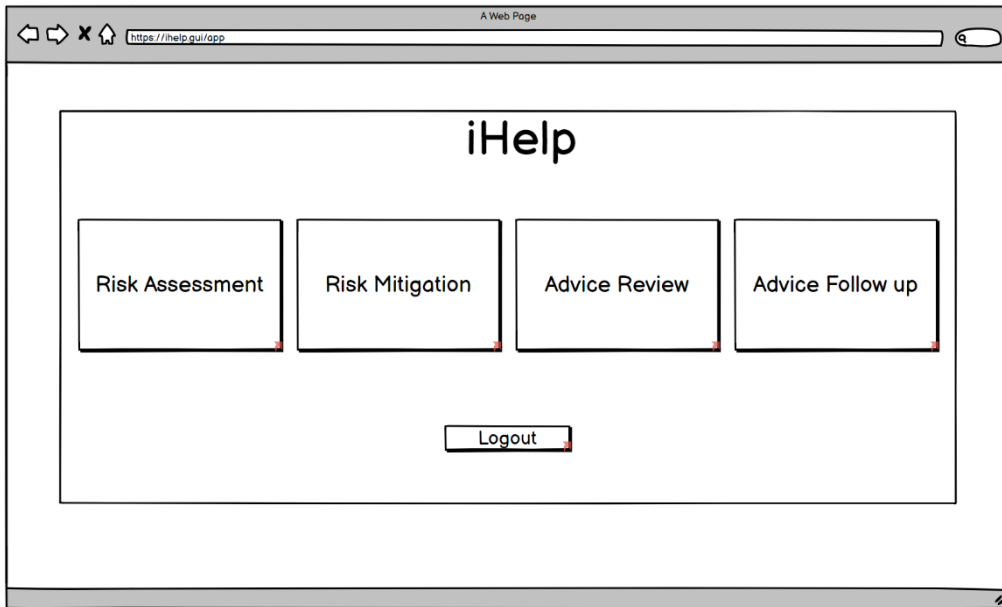 A Web Page
https://ihelp.gui/app
iHelp
Risk Assessment
Risk Mitigation
Advice Review
Advice Follow up
Logout